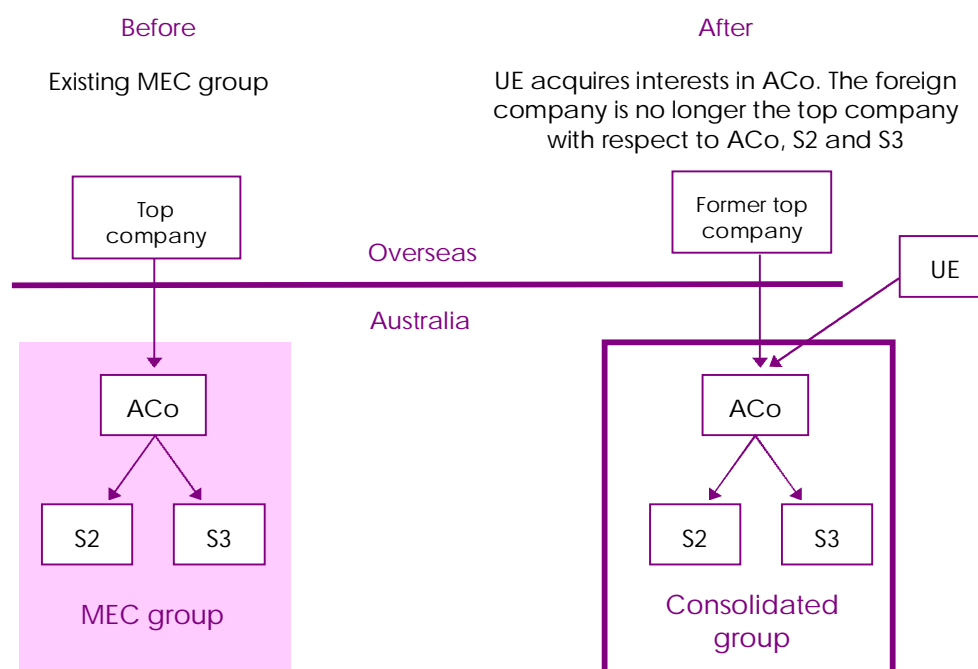 Before
Existing MEC group
Top
company
ACo
S2
S3
MEC group
Overseas
Australia
After
UE acquires interests in ACo. The foreign
company is no longer the top company
with respect to ACo, S2 and S3
Former top
company
UE
ACo
S2
S3
Consolidated
group